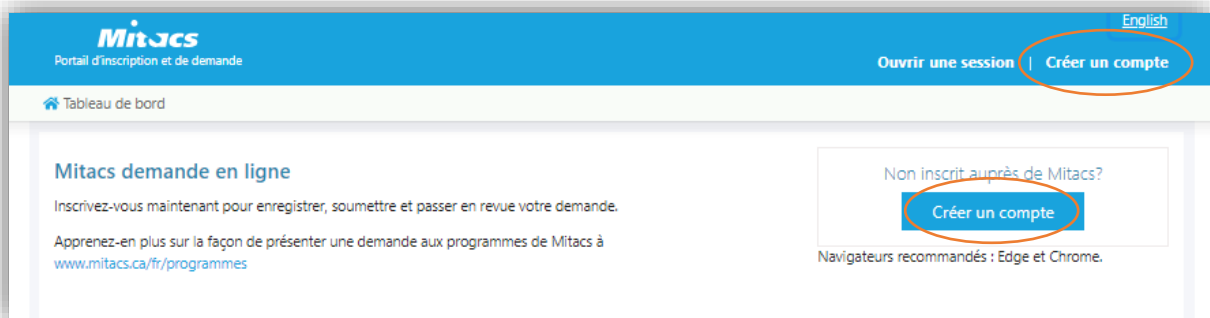 English
Mitacs
Portail d'inscription et de demande
Ouvrir une session | Créer un compte
Tableau de bord
Mitacs demande en ligne
Inscrivez-vous maintenant pour enregistrer, soumettre et passer en revue votre demande.
Apprenez-en plus sur la façon de présenter une demande aux programmes de Mitacs à
www.mitacs.ca/fr/programmes
Non inscrit auprès de Mitacs?
Créer un compte
Navigateurs recommandés : Edge et Chrome.